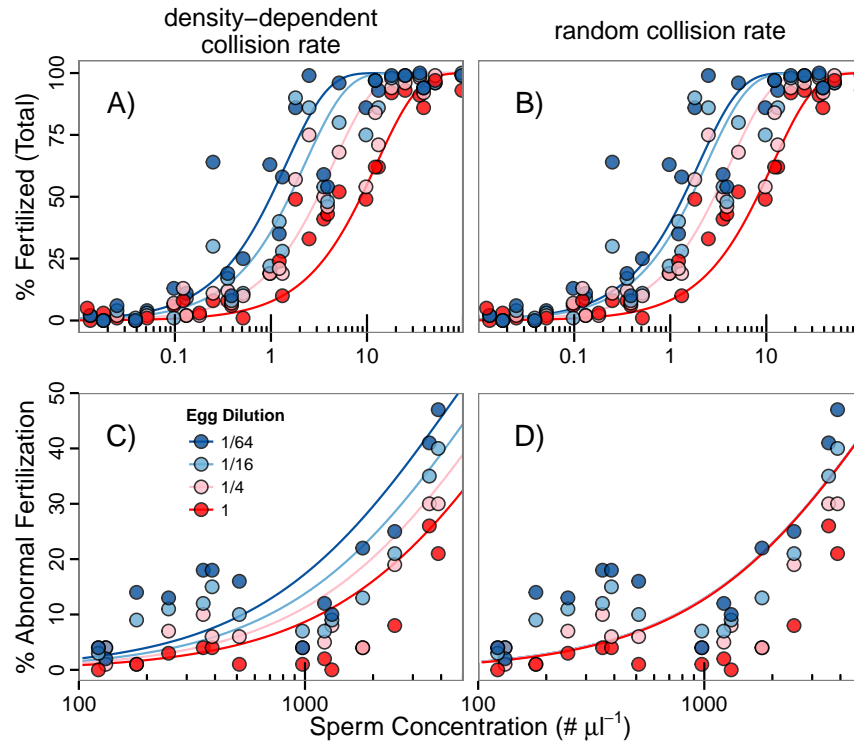 density−dependent
collision rate
random collision rate
% Fertilized (Total)
100
75
50
25
0
A)
B)
0.1
1
10
0.1
1
10
% Abnormal Fertilization
50
40
30
20
10
0
C)
Egg Dilution
1/64
1/16
1/4
1
D)
100
1000
100
1000
Sperm Concentration (# μl⁻¹)